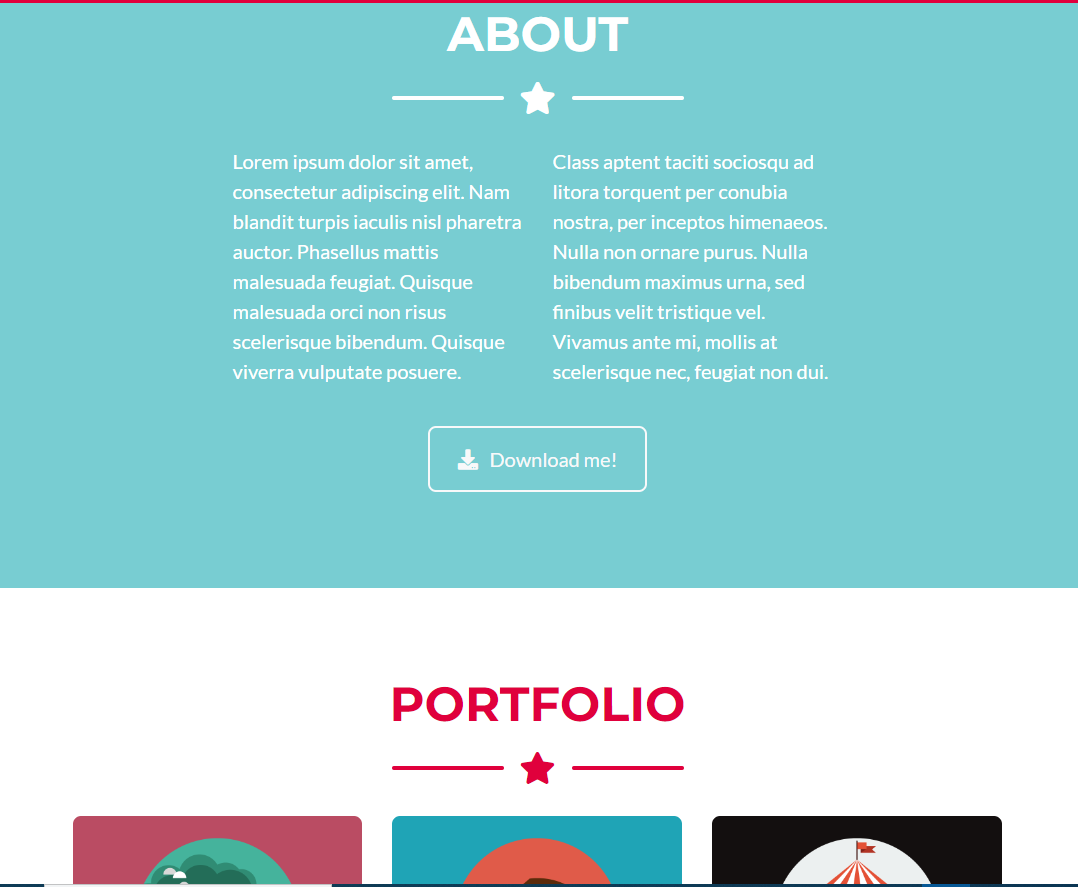 ABOUT
Lorem ipsum dolor sit amet,
consectetur adipiscing elit. Nam
blandit turpis iaculis nisl pharetra
auctor. Phasellus mattis
malesuada feugiat. Quisque
malesuada orci non risus
scelerisque bibendum. Quisque
viverra vulputate posuere.
Class aptent taciti sociosqu ad
litora torquent per conubia
nostra, per inceptos himenaeos.
Nulla non ornare purus. Nulla
bibendum maximus urna, sed
finibus velit tristique vel.
Vivamus ante mi, mollis at
scelerisque nec, feugiat non dui.
Download me!
PORTFOLIO